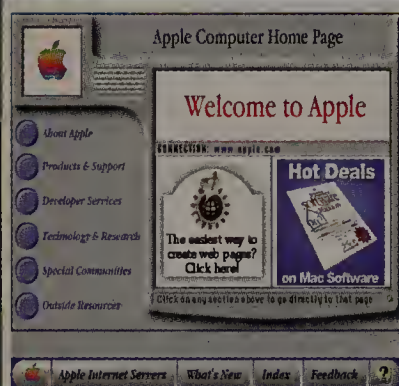 Apple Computer Home Page
Welcome to Apple
About Apple
Products & Support
Developer Services
Technology & Research
Special Communities
Outside Resources
CONNECTION: www.apple.com
The easiest way to
create web pages?
Click here!
Hot Deals
on Mac Software
Click on any section above to go directly to that page
Apple Internet Servers What's New Index Feedback ?